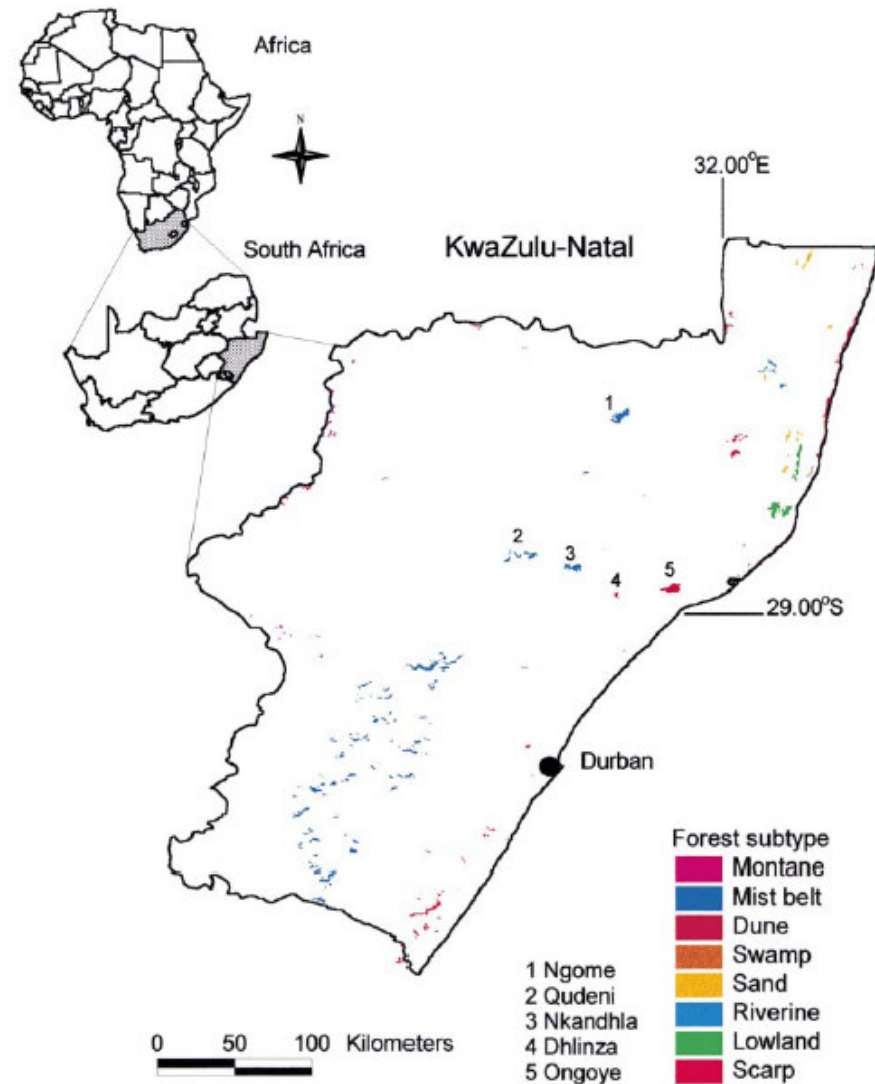 Africa
N
32.00°E
South Africa
KwaZulu-Natal
1
2
3
4
5
29.00°S
Durban
Forest subtype
Montane
Mist belt
Dune
Swamp
Sand
Riverine
Lowland
Scarp
1 Ngome
2 Qudeni
3 Nkandhla
4 Dhlinza
5 Ongoye
0 50 100 Kilometers